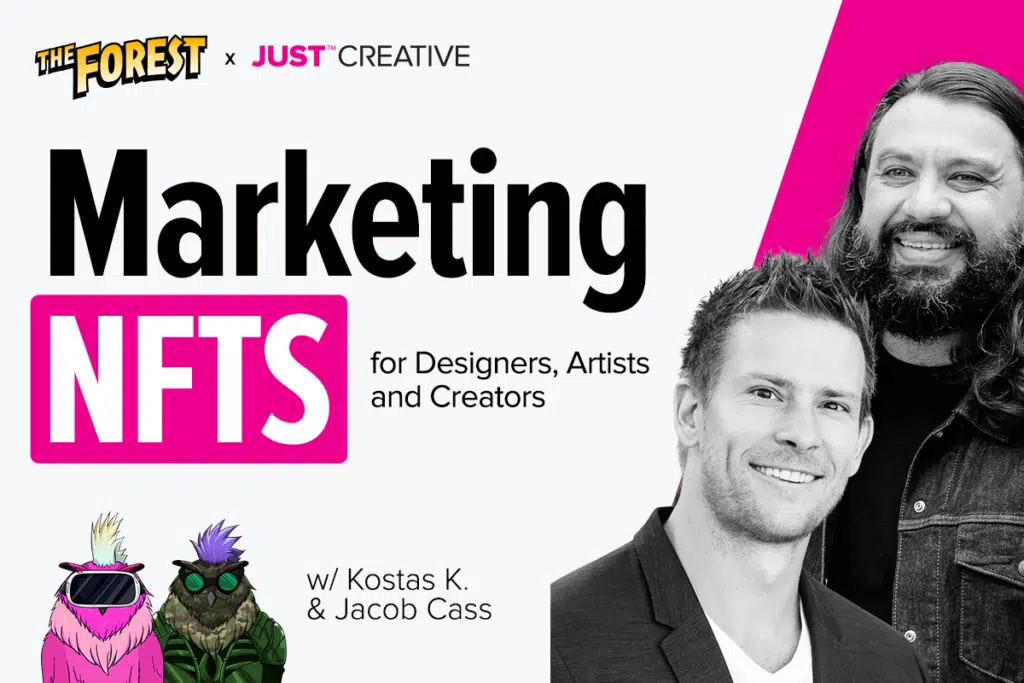 THE FOREST x JUST™ CREATIVE
Marketing
NFTS
for Designers, Artists
and Creators
w/ Kostas K.
& Jacob Cass